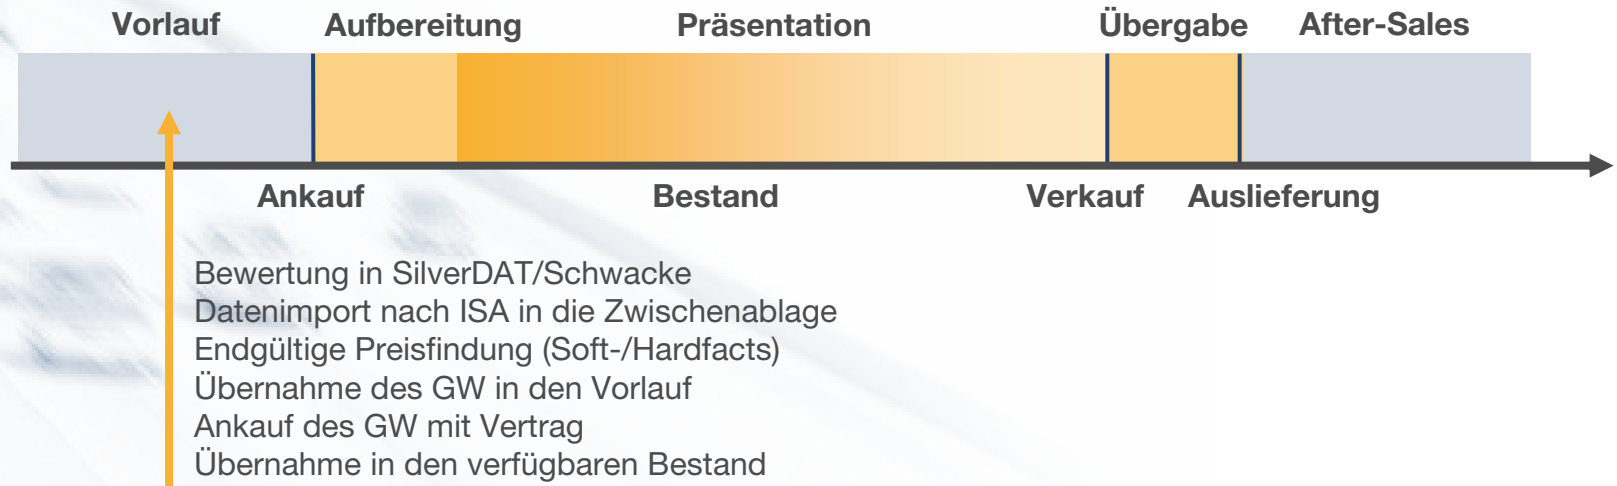 Vorlauf Aufbereitung Präsentation Übergabe After-Sales
Ankauf Bestand Verkauf Auslieferung
Bewertung in SilverDAT/Schwacke
Datenimport nach ISA in die Zwischenablage
Endgültige Preisfindung (Soft-/Hardfacts)
Übernahme des GW in den Vorlauf
Ankauf des GW mit Vertrag
Übernahme in den verfügbaren Bestand